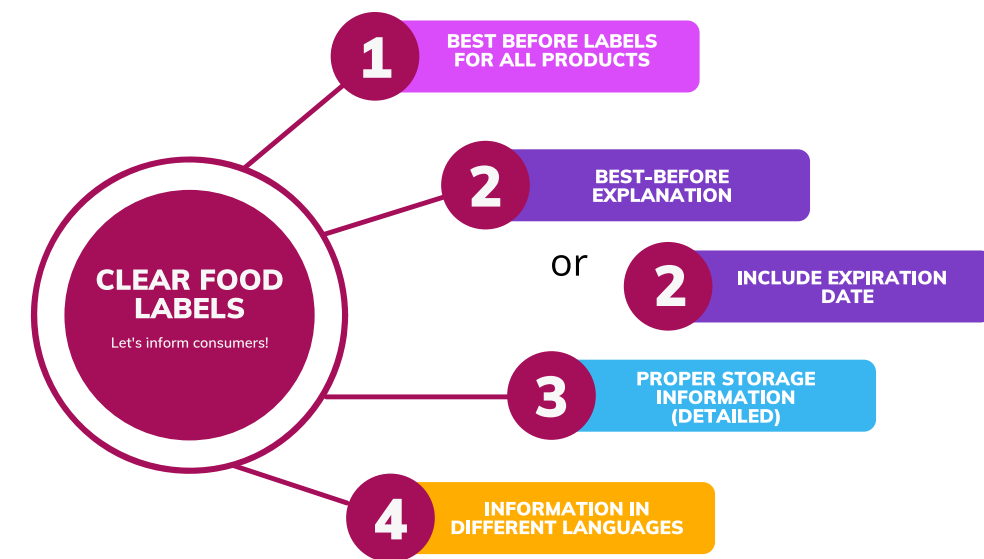 1
BEST BEFORE LABELS
FOR ALL PRODUCTS
2
BEST-BEFORE
EXPLANATION
or
2
INCLUDE EXPIRATION
DATE
CLEAR FOOD
LABELS
Let's inform consumers!
3
PROPER STORAGE
INFORMATION
(DETAILED)
4
INFORMATION IN
DIFFERENT LANGUAGES